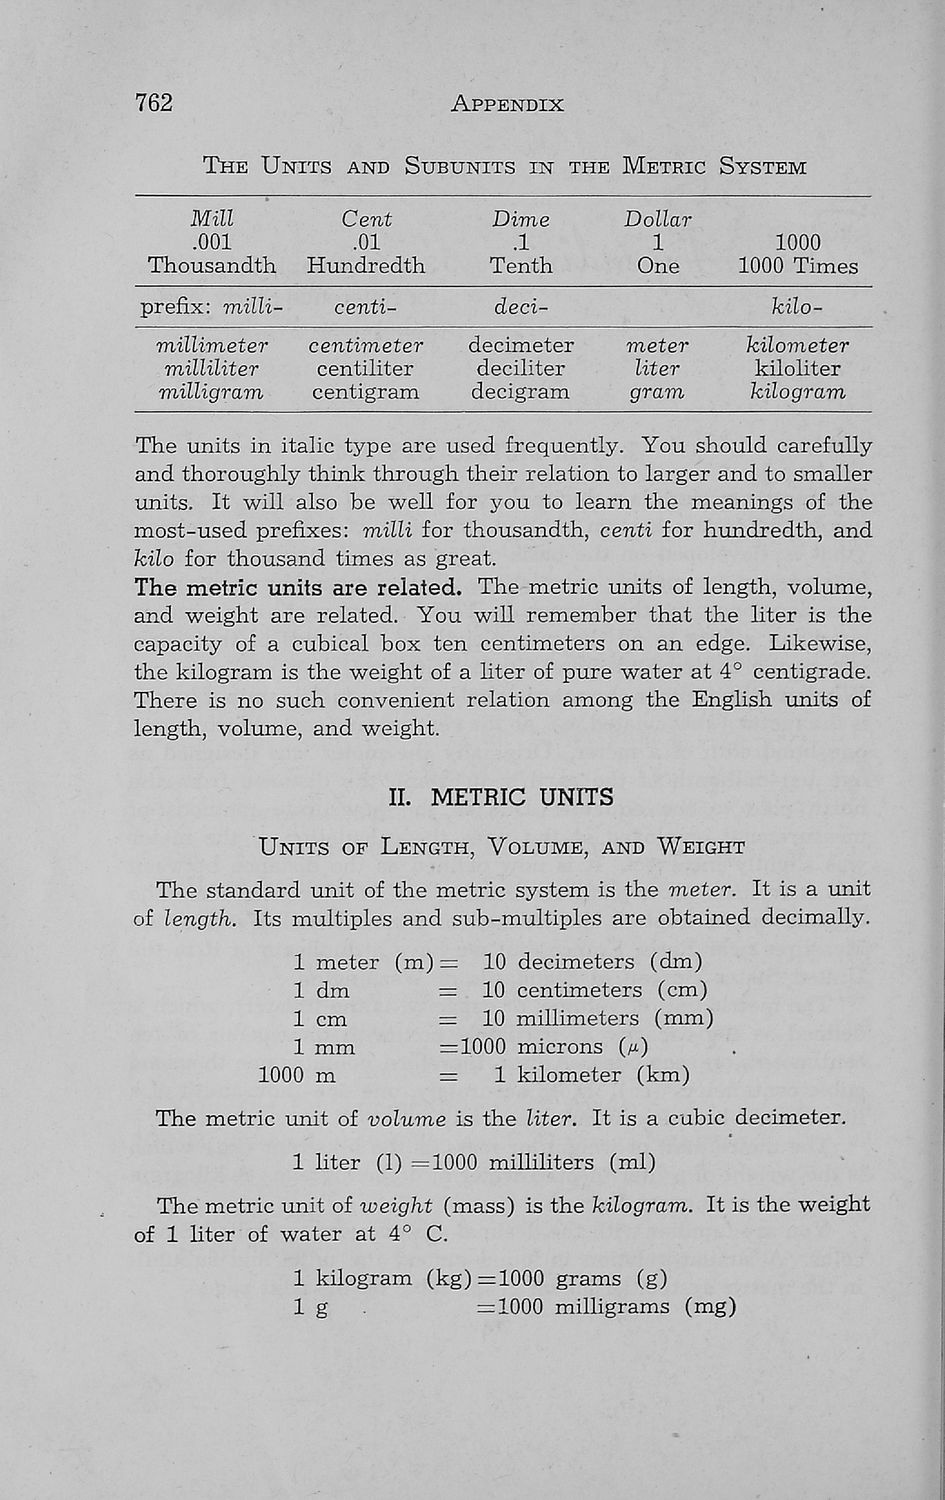 762 APPENDIX
THE UNITS AND SUBUNITS IN THE METRIC SYSTEM
Mill Cent Dime Dollar
.001 .01 .1 1 1000
Thousandth Hundredth Tenth One 1000 Times
prefix: milli- centi- deci- kilo-
millimeter centimeter decimeter meter kilometer
milliliter centiliter deciliter liter kiloliter
milligram centigram decigram gram kilogram
The units in italic type are used frequently. You should carefully
and thoroughly think through their relation to larger and to smaller
units. It will also be well for you to learn the meanings of the
most-used prefixes: milli for thousandth, centi for hundredth, and
kilo for thousand times as great.
The metric units are related. The metric units of length, volume,
and weight are related. You will remember that the liter is the
capacity of a cubical box ten centimeters on an edge. Likewise,
the kilogram is the weight of a liter of pure water at 4° centigrade.
There is no such convenient relation among the English units of
length, volume, and weight.
II. METRIC UNITS
UNITS OF LENGTH, VOLUME, AND WEIGHT
The standard unit of the metric system is the meter. It is a unit
of length. Its multiples and sub-multiples are obtained decimally.
1 meter (m) = 10 decimeters (dm)
1 dm = 10 centimeters (cm)
1 cm = 10 millimeters (mm)
1 mm =1000 microns (μ)
1000 m = 1 kilometer (km)
The metric unit of volume is the liter. It is a cubic decimeter.
1 liter (l) =1000 milliliters (ml)
The metric unit of weight (mass) is the kilogram. It is the weight
of 1 liter of water at 4° C.
1 kilogram (kg)=1000 grams (g)
1 g =1000 milligrams (mg)